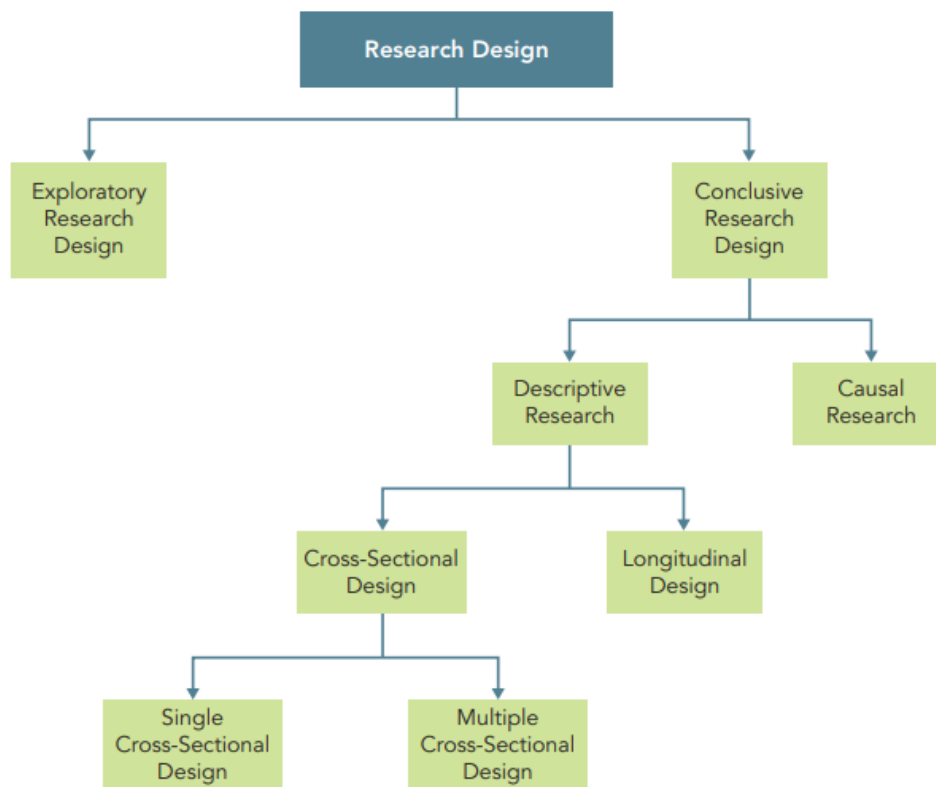 Research Design
Exploratory
Research
Design
Conclusive
Research
Design
Descriptive
Research
Causal
Research
Cross-Sectional
Design
Longitudinal
Design
Single
Cross-Sectional
Design
Multiple
Cross-Sectional
Design